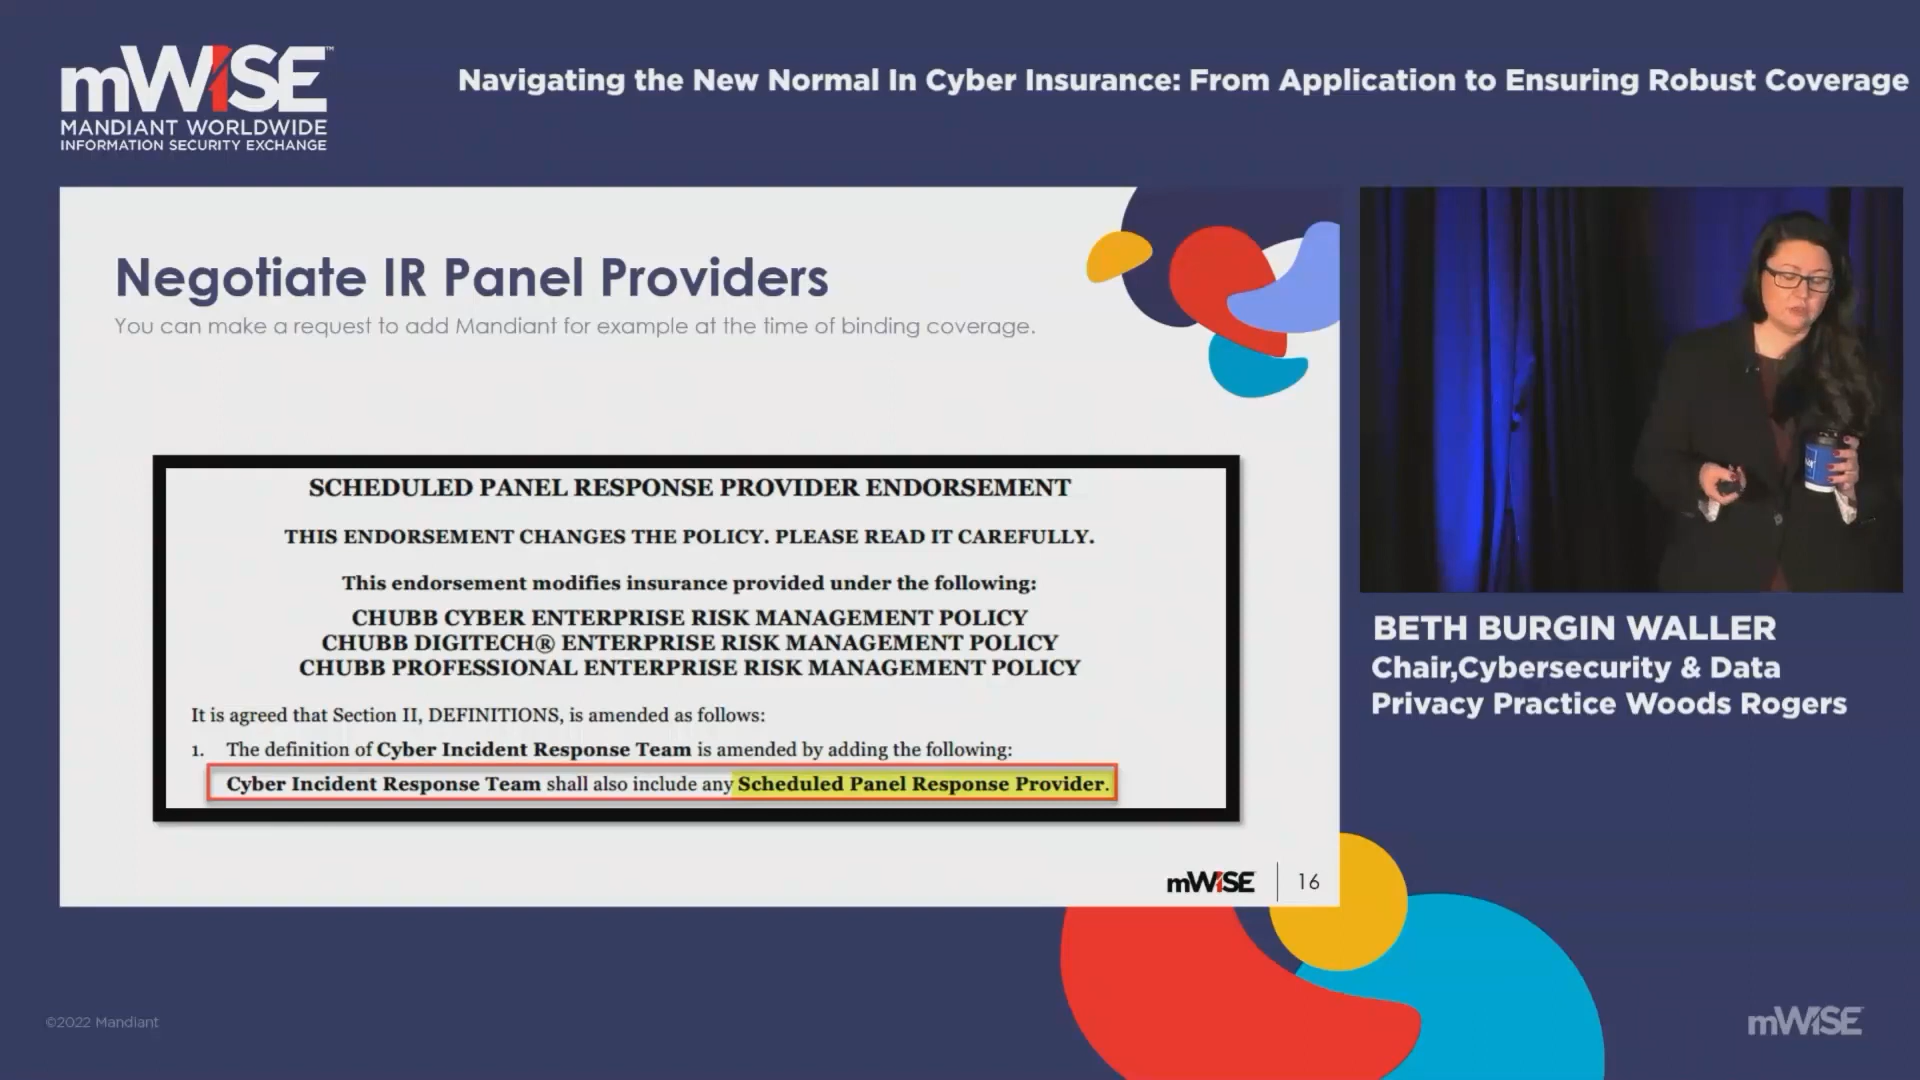 mWISE™
MANDIANT WORLDWIDE
INFORMATION SECURITY EXCHANGE
Navigating the New Normal In Cyber Insurance: From Application to Ensuring Robust Coverage
Negotiate IR Panel Providers
You can make a request to add Mandiant for example at the time of binding coverage.
SCHEDULED PANEL RESPONSE PROVIDER ENDORSEMENT
THIS ENDORSEMENT CHANGES THE POLICY. PLEASE READ IT CAREFULLY.
This endorsement modifies insurance provided under the following:
CHUBB CYBER ENTERPRISE RISK MANAGEMENT POLICY
CHUBB DIGITECH® ENTERPRISE RISK MANAGEMENT POLICY
CHUBB PROFESSIONAL ENTERPRISE RISK MANAGEMENT POLICY
It is agreed that Section II, DEFINITIONS, is amended as follows:
1. The definition of Cyber Incident Response Team is amended by adding the following:
Cyber Incident Response Team shall also include any Scheduled Panel Response Provider.
mWISE 16
BETH BURGIN WALLER
Chair,Cybersecurity & Data
Privacy Practice Woods Rogers
©2022 Mandiant
mWISE